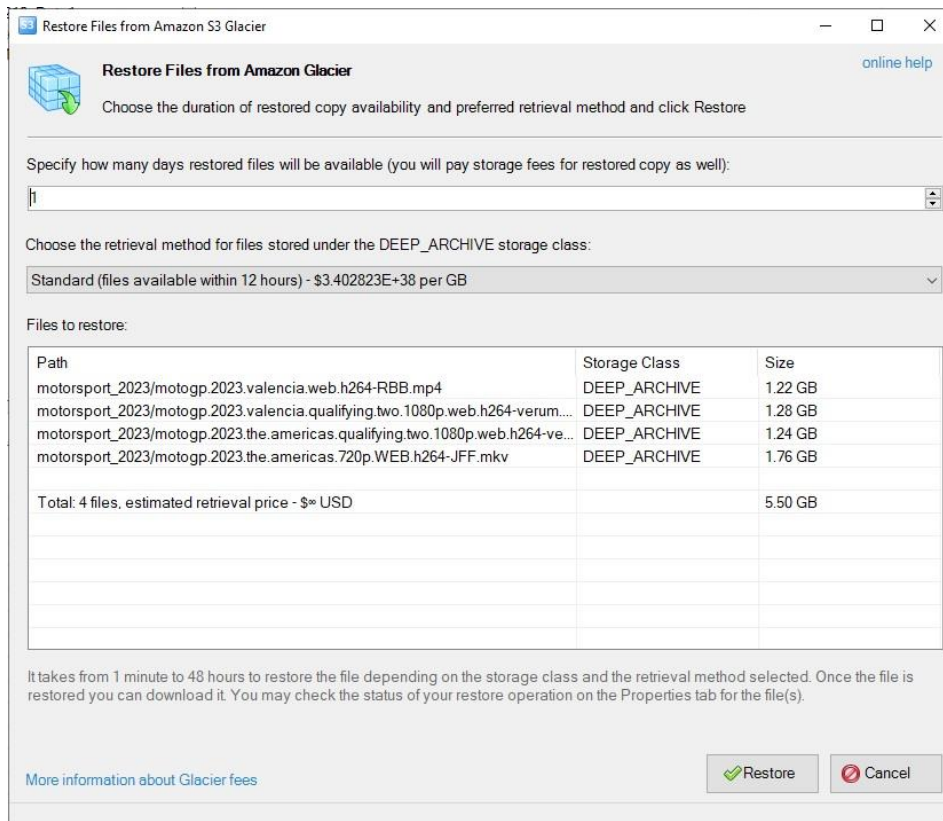 S3 Restore Files from Amazon S3 Glacier
Restore Files from Amazon Glacier
online help
Choose the duration of restored copy availability and preferred retrieval method and click Restore
Specify how many days restored files will be available (you will pay storage fees for restored copy as well):
1
Choose the retrieval method for files stored under the DEEP_ARCHIVE storage class:
Standard (files available within 12 hours) - $3.402823E+38 per GB
Files to restore:
Path Storage Class Size
motorsport_2023/motogp.2023.valencia.web.h264-RBB.mp4 DEEP_ARCHIVE 1.22 GB
motorsport_2023/motogp.2023.valencia.qualifying.two.1080p.web.h264-verum.... DEEP_ARCHIVE 1.28 GB
motorsport_2023/motogp.2023.the.americas.qualifying.two.1080p.web.h264-ve... DEEP_ARCHIVE 1.24 GB
motorsport_2023/motogp.2023.the.americas.720p.WEB.h264-JFF.mkv DEEP_ARCHIVE 1.76 GB
Total: 4 files, estimated retrieval price - $∞ USD 5.50 GB
It takes from 1 minute to 48 hours to restore the file depending on the storage class and the retrieval method selected. Once the file is
restored you can download it. You may check the status of your restore operation on the Properties tab for the file(s).
More information about Glacier fees
Restore
Cancel